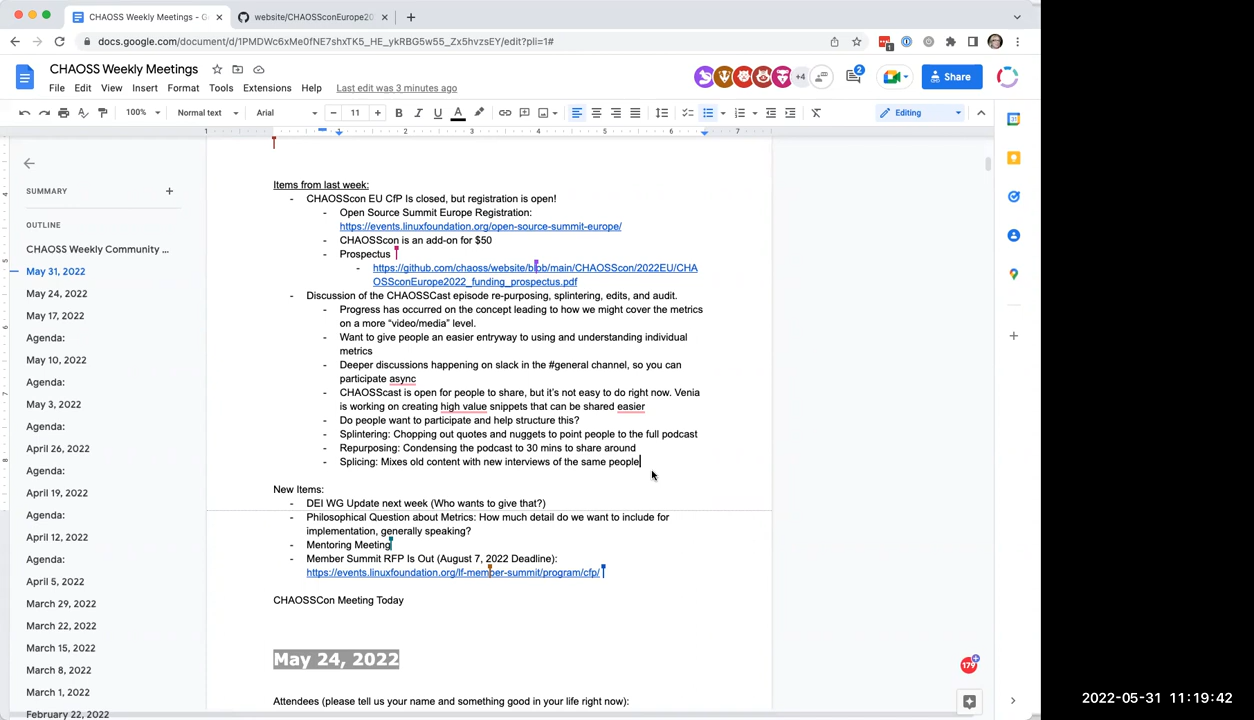 CHAOSS Weekly Meetings - G
website/CHAOSSconEurope20
docs.google.com/document/d/1PMDWc6xMe0fNE7shxTK5_HE_ykRBG5w55_Zx5hvzsEY/edit?pli=1#
CHAOSS Weekly Meetings
File Edit View Insert Format Tools Extensions Help Last edit was 3 minutes ago
+4
2
Share
100% Normal text Arial 11 Editing
1 2 3 4 5 6 7
SUMMARY
OUTLINE
CHAOSS Weekly Community ...
May 31, 2022
May 24, 2022
May 17, 2022
Agenda:
May 10, 2022
Agenda:
May 3, 2022
Agenda:
April 26, 2022
Agenda:
April 19, 2022
Agenda:
April 12, 2022
Agenda:
April 5, 2022
March 29, 2022
March 22, 2022
March 15, 2022
March 8, 2022
March 1, 2022
February 22, 2022
Items from last week:
- CHAOSScon EU CfP Is closed, but registration is open!
- Open Source Summit Europe Registration:
https://events.linuxfoundation.org/open-source-summit-europe/
- CHAOSScon is an add-on for $50
- Prospectus
- https://github.com/chaoss/website/blob/main/CHAOSScon/2022EU/CHA
OSSconEurope2022_funding_prospectus.pdf
- Discussion of the CHAOSSCast episode re-purposing, splintering, edits, and audit.
- Progress has occurred on the concept leading to how we might cover the metrics
on a more “video/media” level.
- Want to give people an easier entryway to using and understanding individual
metrics
- Deeper discussions happening on slack in the #general channel, so you can
participate async
- CHAOSScast is open for people to share, but it’s not easy to do right now. Venia
is working on creating high value snippets that can be shared easier
- Do people want to participate and help structure this?
- Splintering: Chopping out quotes and nuggets to point people to the full podcast
- Repurposing: Condensing the podcast to 30 mins to share around
- Splicing: Mixes old content with new interviews of the same people
New Items:
- DEI WG Update next week (Who wants to give that?)
- Philosophical Question about Metrics: How much detail do we want to include for
implementation, generally speaking?
- Mentoring Meeting
- Member Summit RFP Is Out (August 7, 2022 Deadline):
https://events.linuxfoundation.org/lf-member-summit/program/cfp/
CHAOSSCon Meeting Today
May 24, 2022
Attendees (please tell us your name and something good in your life right now):
179
2022-05-31 11:19:42